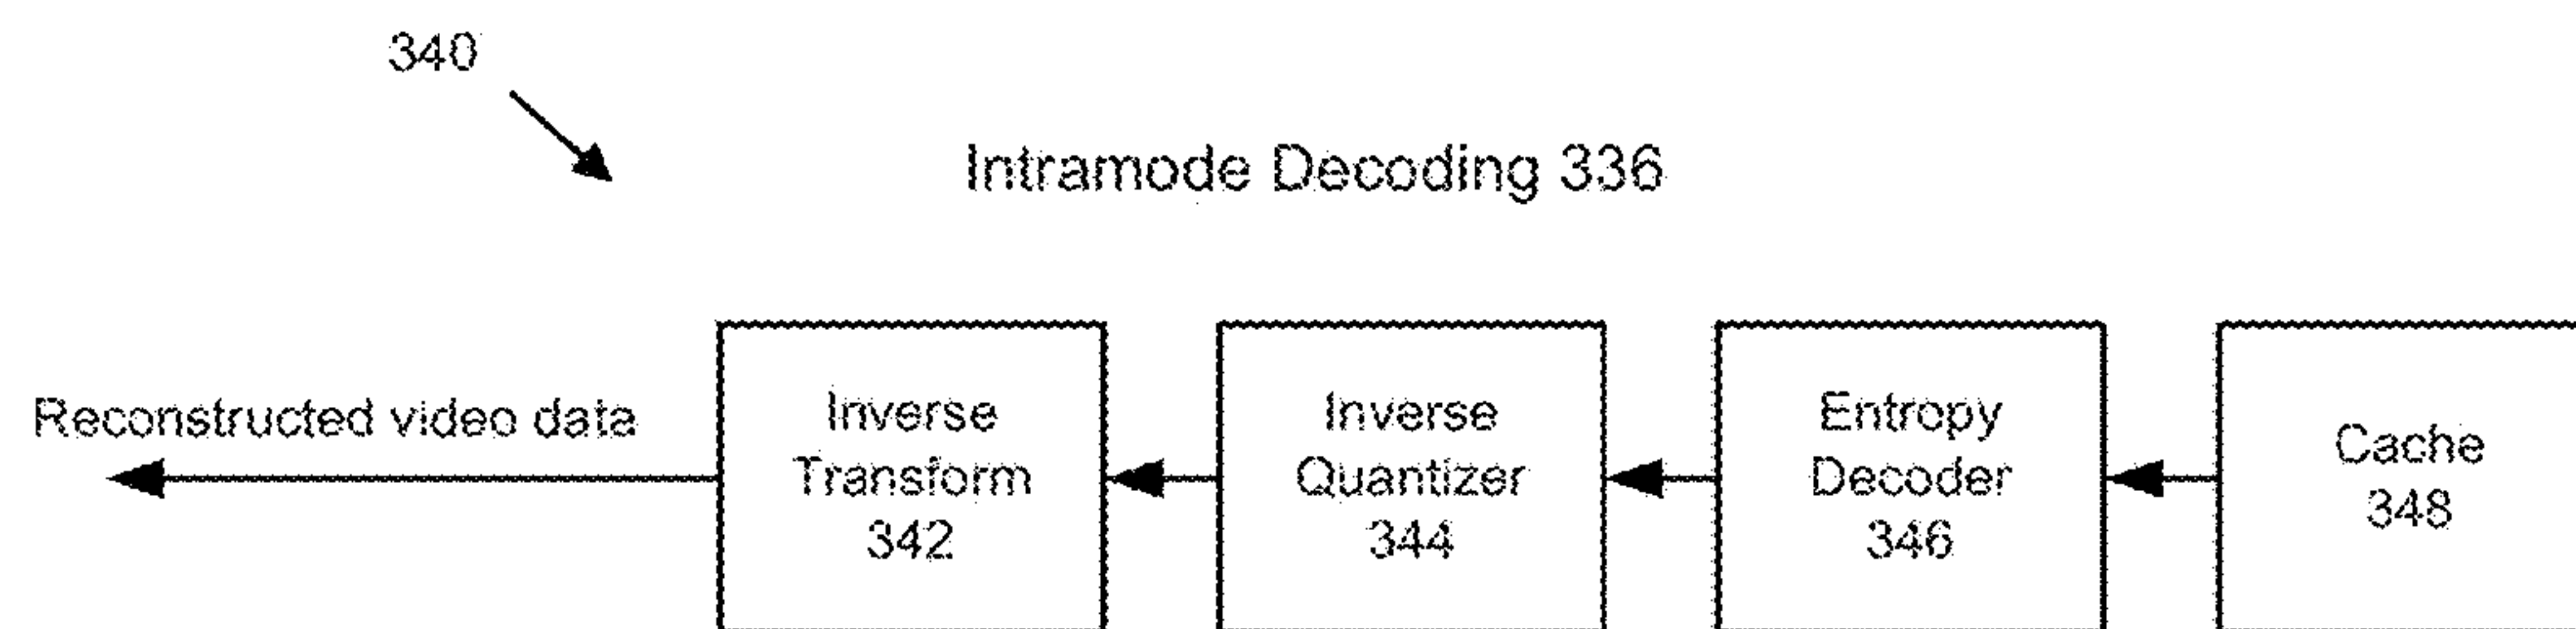 340
Intramode Decoding 336
Reconstructed video data
Inverse
Transform
342
Inverse
Quantizer
344
Entropy
Decoder
346
Cache
348